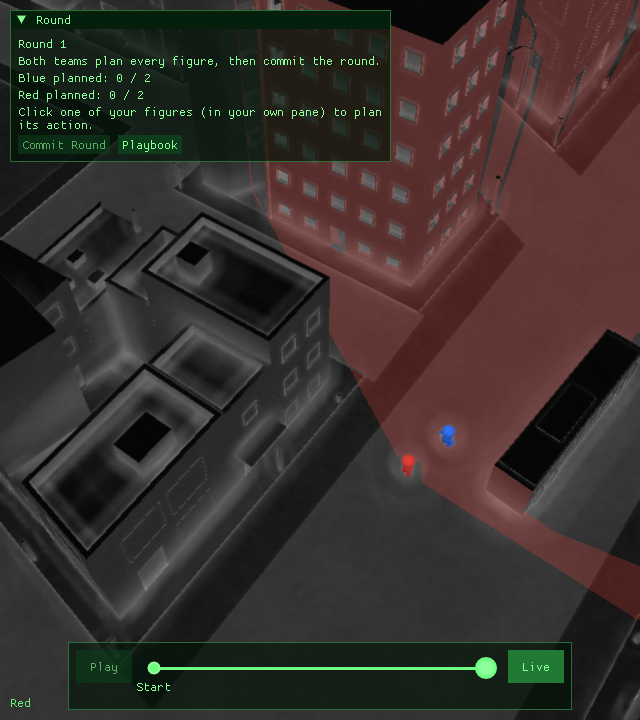 Round
Round 1
Both teams plan every figure, then commit the round.
Blue planned: 0 / 2
Red planned: 0 / 2
Click one of your figures (in your own pane) to plan
its action.
Commit Round Playbook
Play
Live
Start
Red